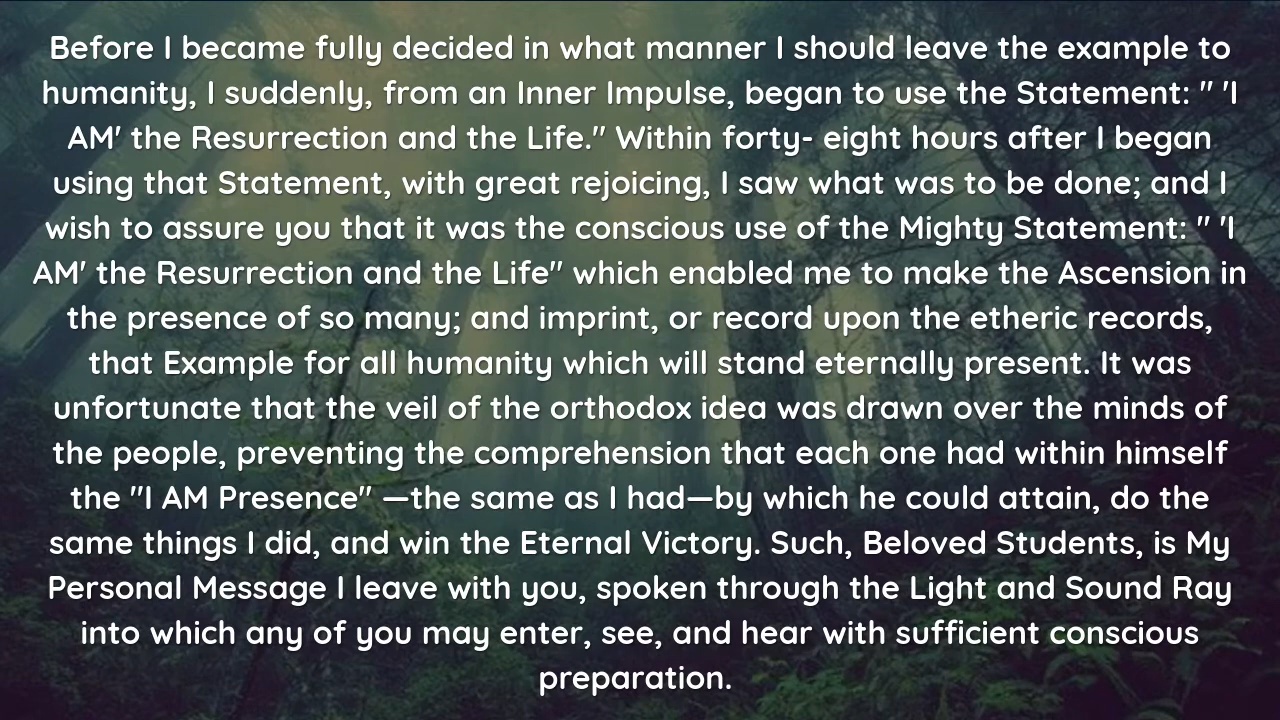 Before I became fully decided in what manner I should leave the example to
humanity, I suddenly, from an Inner Impulse, began to use the Statement: " 'I
AM' the Resurrection and the Life." Within forty- eight hours after I began
using that Statement, with great rejoicing, I saw what was to be done; and I
wish to assure you that it was the conscious use of the Mighty Statement: " 'I
AM' the Resurrection and the Life" which enabled me to make the Ascension in
the presence of so many; and imprint, or record upon the etheric records,
that Example for all humanity which will stand eternally present. It was
unfortunate that the veil of the orthodox idea was drawn over the minds of
the people, preventing the comprehension that each one had within himself
the "I AM Presence" —the same as I had—by which he could attain, do the
same things I did, and win the Eternal Victory. Such, Beloved Students, is My
Personal Message I leave with you, spoken through the Light and Sound Ray
into which any of you may enter, see, and hear with sufficient conscious
preparation.